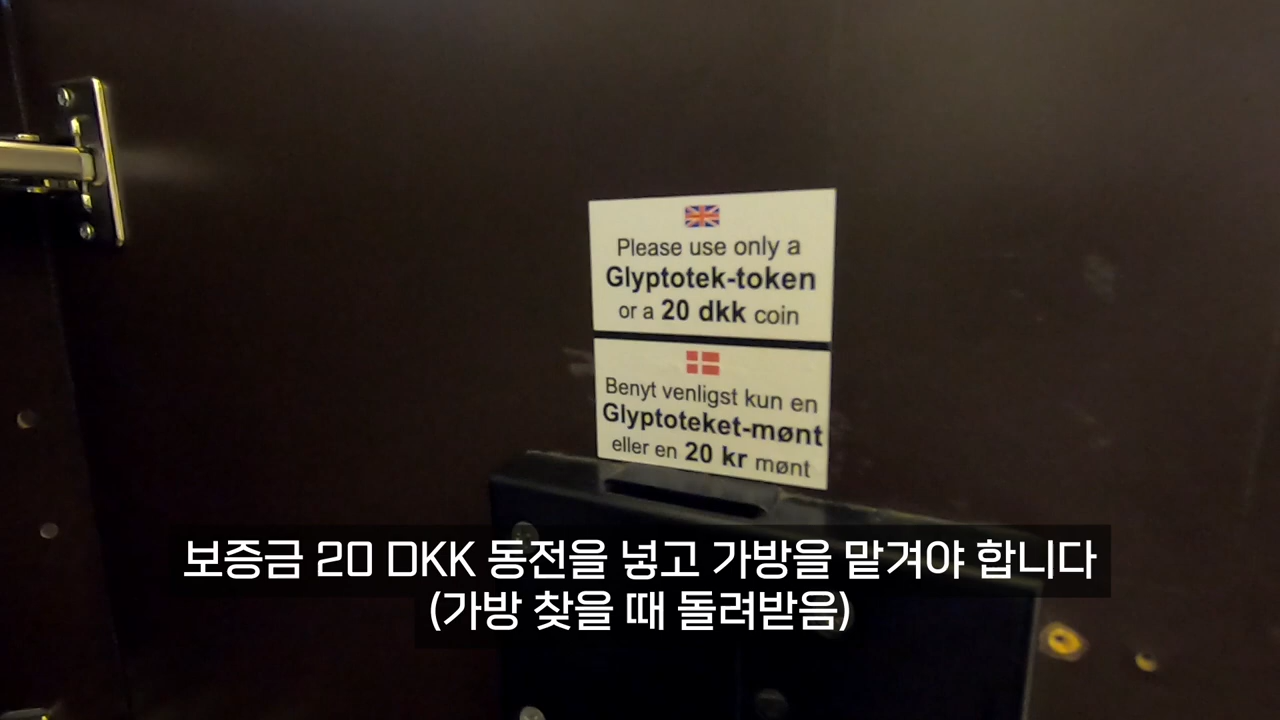 Please use only a
Glyptotek-token
or a 20 dkk coin
Benyt venligst kun en
Glyptoteket-mønt
eller en 20 kr mønt
보증금 20 DKK 동전을 넣고 가방을 맡겨야 합니다
(가방 찾을 때 돌려받음)